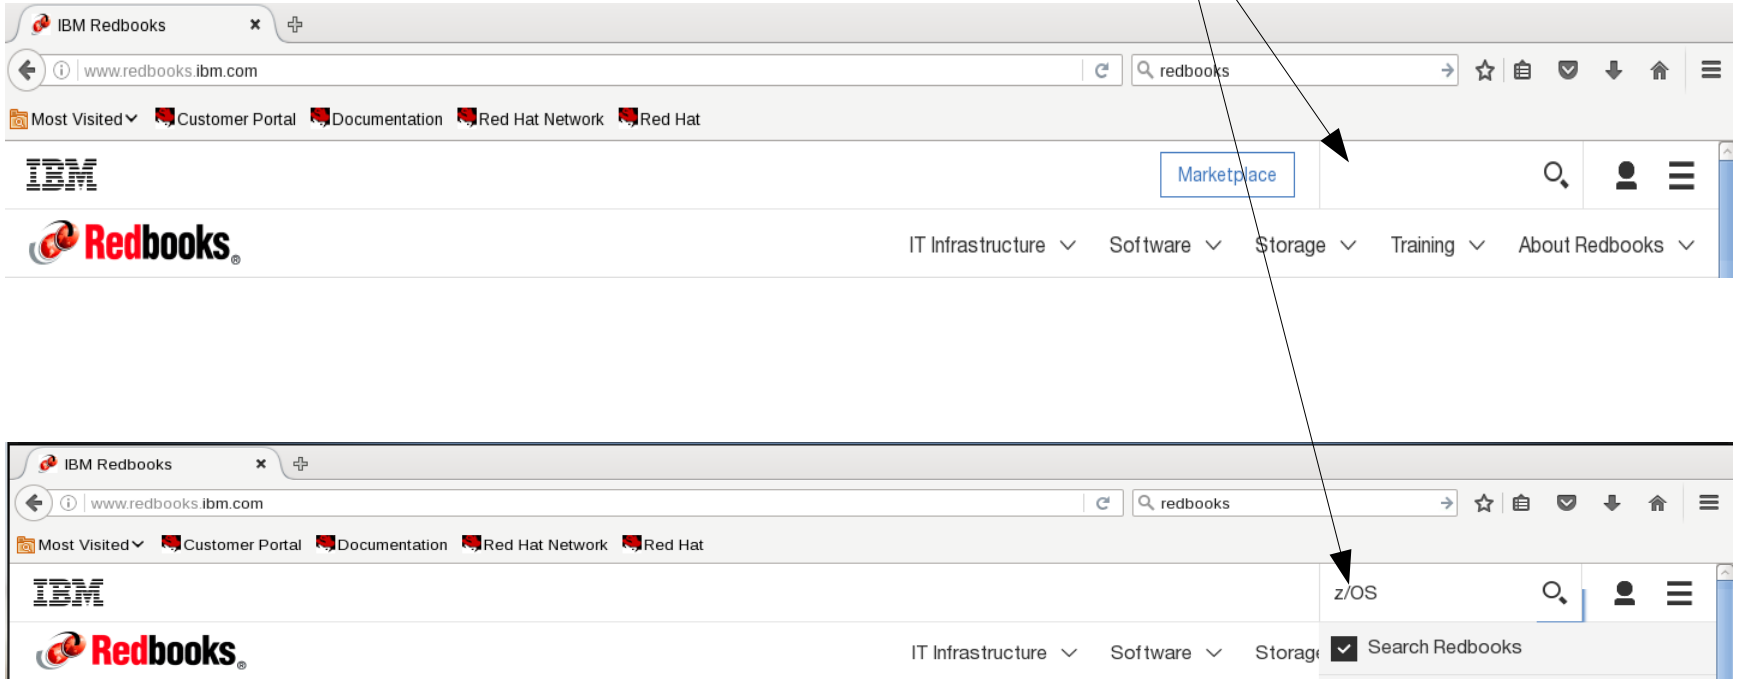 IBM Redbooks
www.redbooks.ibm.com redbooks
Most Visited Customer Portal Documentation Red Hat Network Red Hat
IBM Marketplace
Redbooks® IT Infrastructure Software Storage Training About Redbooks
IBM Redbooks
www.redbooks.ibm.com redbooks
Most Visited Customer Portal Documentation Red Hat Network Red Hat
IBM z/OS
Redbooks® IT Infrastructure Software Storage Search Redbooks